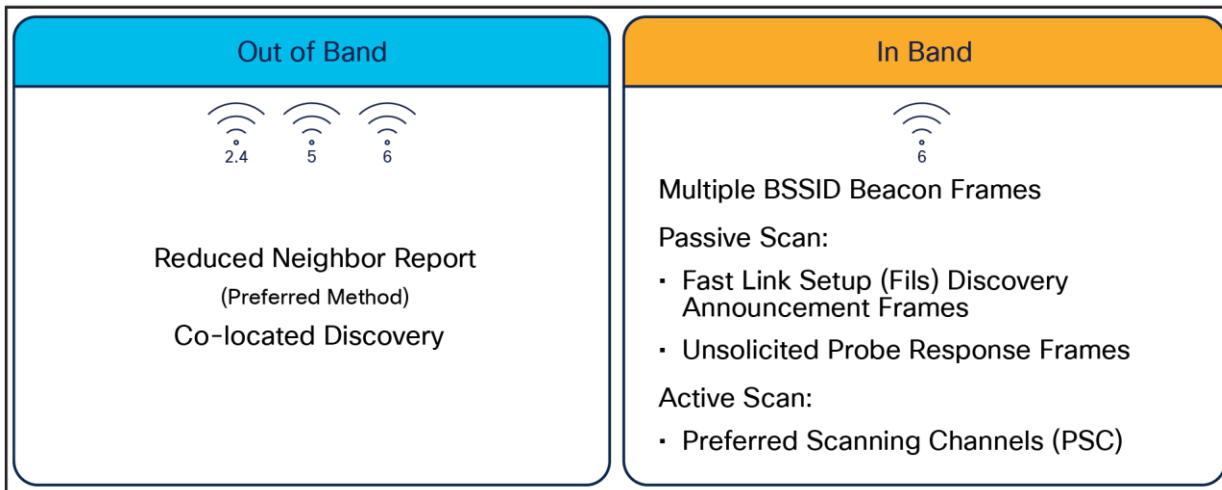 Out of Band
2.4 5 6
Reduced Neighbor Report
(Preferred Method)
Co-located Discovery
In Band
6
Multiple BSSID Beacon Frames
Passive Scan:
· Fast Link Setup (Fils) Discovery
Announcement Frames
· Unsolicited Probe Response Frames
Active Scan:
· Preferred Scanning Channels (PSC)